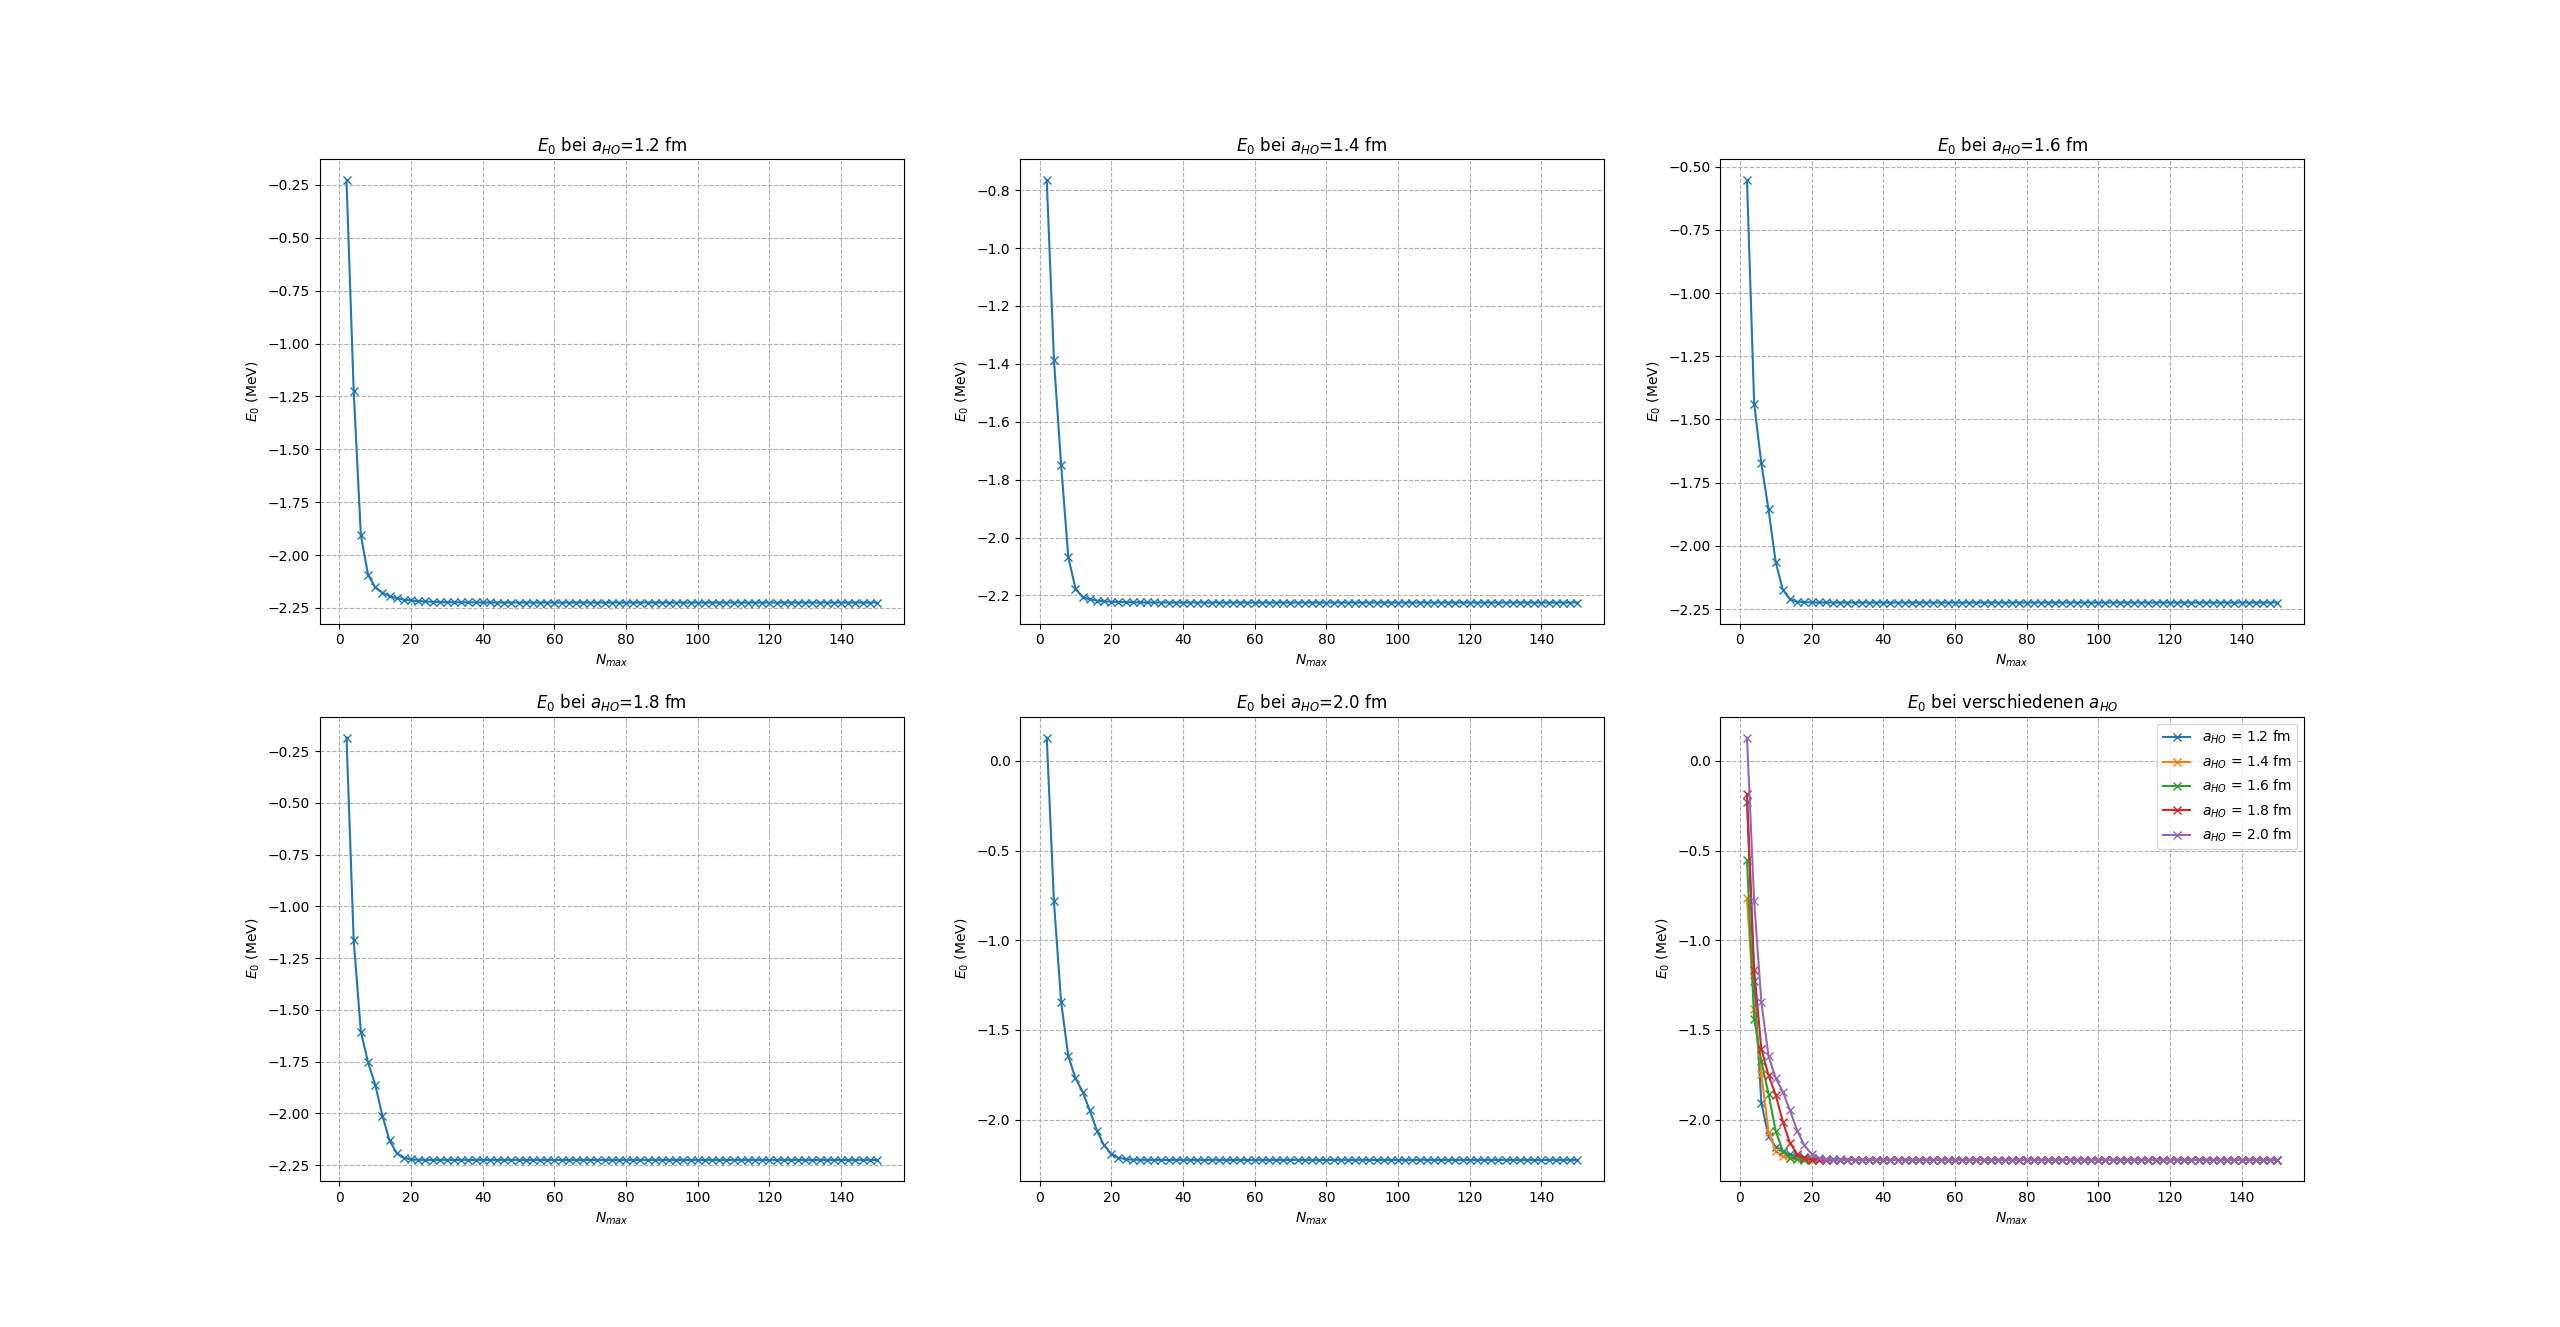 E₀ bei a_HO=1.2 fm
E₀ (MeV)
−0.25
−0.50
−0.75
−1.00
−1.25
−1.50
−1.75
−2.00
−2.25
0 20 40 60 80 100 120 140
N_max
E₀ bei a_HO=1.4 fm
E₀ (MeV)
−0.8
−1.0
−1.2
−1.4
−1.6
−1.8
−2.0
−2.2
0 20 40 60 80 100 120 140
N_max
E₀ bei a_HO=1.6 fm
E₀ (MeV)
−0.50
−0.75
−1.00
−1.25
−1.50
−1.75
−2.00
−2.25
0 20 40 60 80 100 120 140
N_max
E₀ bei a_HO=1.8 fm
E₀ (MeV)
−0.25
−0.50
−0.75
−1.00
−1.25
−1.50
−1.75
−2.00
−2.25
0 20 40 60 80 100 120 140
N_max
E₀ bei a_HO=2.0 fm
E₀ (MeV)
0.0
−0.5
−1.0
−1.5
−2.0
0 20 40 60 80 100 120 140
N_max
E₀ bei verschiedenen a_HO
E₀ (MeV)
0.0
−0.5
−1.0
−1.5
−2.0
a_HO = 1.2 fm
a_HO = 1.4 fm
a_HO = 1.6 fm
a_HO = 1.8 fm
a_HO = 2.0 fm
0 20 40 60 80 100 120 140
N_max